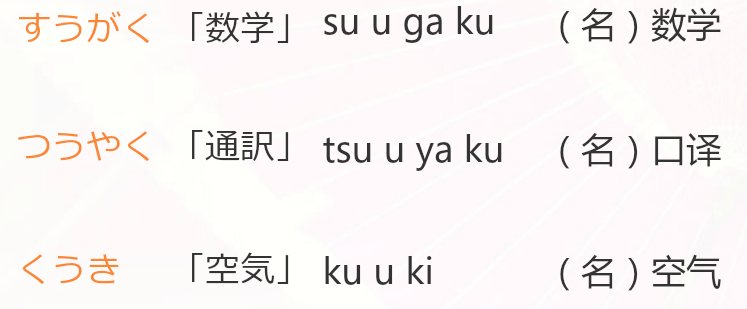 すうがく 「数学」 su u ga ku （名）数学
つうやく 「通訳」 tsu u ya ku （名）口译
くうき 「空気」 ku u ki （名）空气